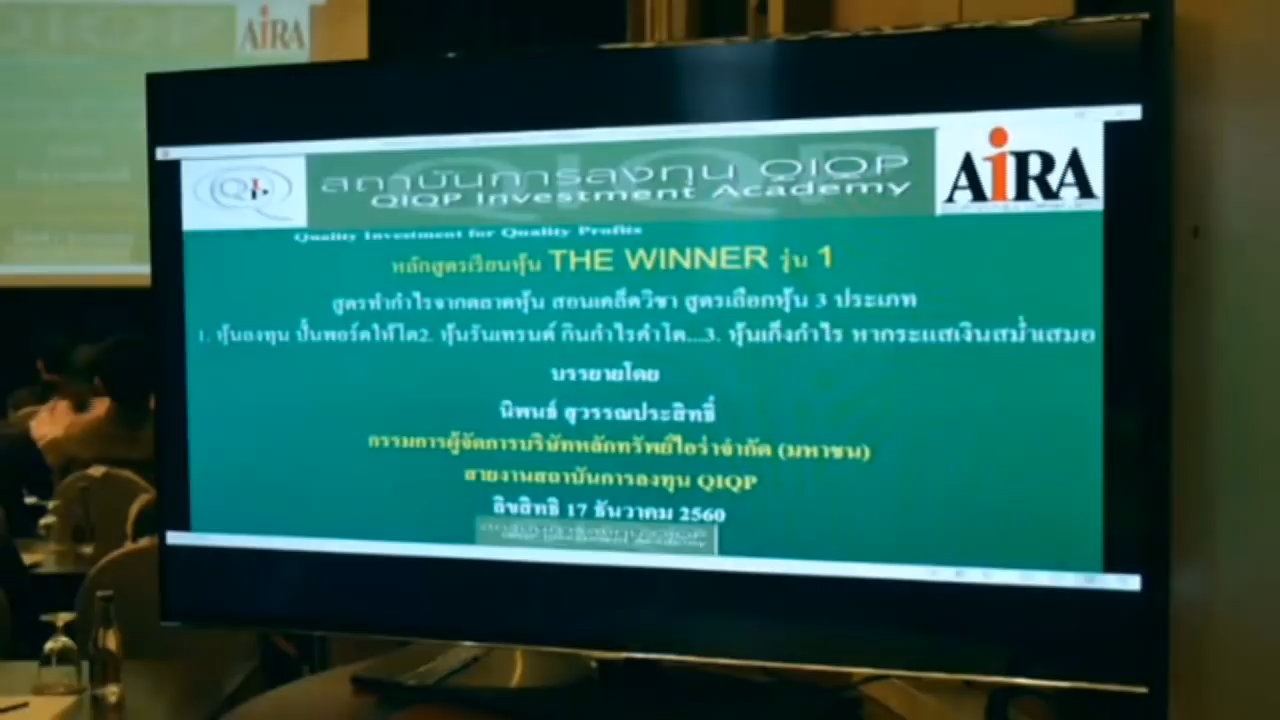 AiRA
QIP
สถาบันการลงทุน QIQP
QIQP Investment Academy
AiRA
Quality Investment for Quality Profits
หลักสูตรเรียนหุ้น THE WINNER รุ่น 1
สูตรทำกำไรจากตลาดหุ้น สอนเคล็ดวิชา สูตรเลือกหุ้น 3 ประเภท
1. หุ้นลงทุน ปั้นพอร์ตให้โต2. หุ้นรันเทรนด์ กินกำไรคำโต...3. หุ้นเก็งกำไร หากระแสเงินสม่ำเสมอ
บรรยายโดย
นิพนธ์ สุวรรณประสิทธิ์
กรรมการผู้จัดการบริษัทหลักทรัพย์ไอร่าจำกัด (มหาชน)
สายงานสถาบันการลงทุน QIQP
ลิขสิทธิ 17 ธันวาคม 2560